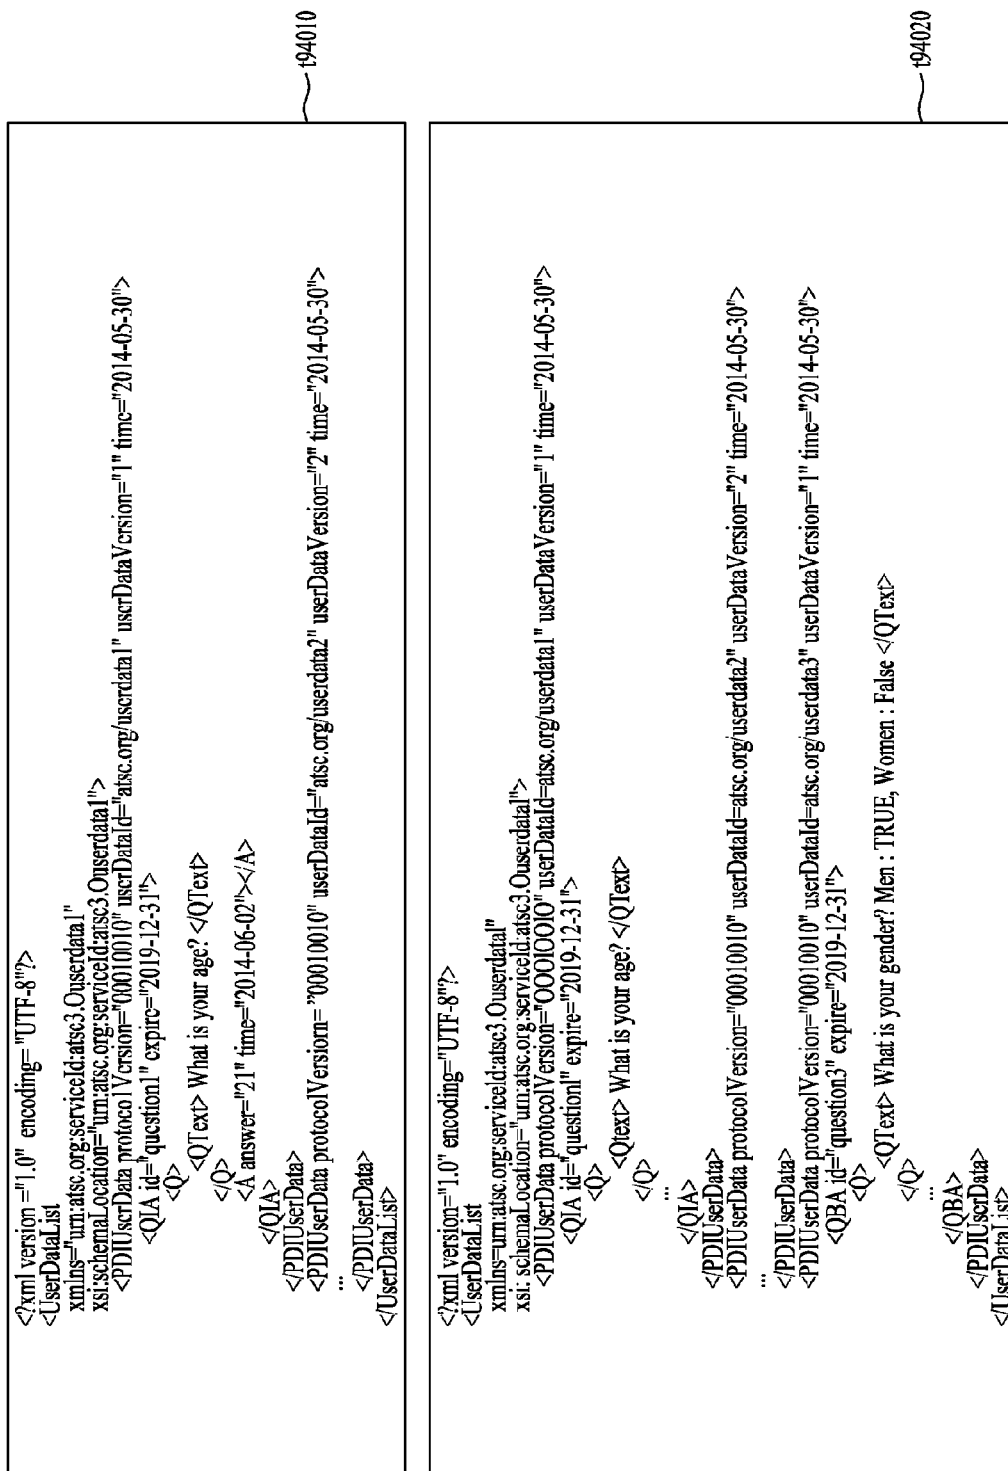 <?xml version ="1.0" encoding="UTF-8"?>
<UserDataList
xmlns="urn:atsc.org:serviceId:atsc3.Ouserdata1"
xsi:schemaLocation="urn:atsc.org:serviceId:atsc3.Ouserdata1">
<PDIUserData protocolVersion="00010010" userDataId="atsc.org/userdata1" userDataVersion="1" time="2014-05-30">
<QIA id="question1" expire="2019-12-31">
<Q>
<QText> What is your age? </QText>
</Q>
<A answer="21" time="2014-06-02"></A>
</QIA>
</PDIUserData>
<PDIUserData protocolVersiorn="00010010" userDataId="atsc.org/userdata2" userDataVersion="2" time="2014-05-30">
...
</PDIUserData>
</UserDataList>
t94010
<?xml version="1.0" encoding="UTF-8"?>
<UserDataList
xmlns=urn:atsc.org:serviceId:atsc3.Ouserdatal"
xsi: schemaLocation="urn:atsc.org:serviceId:atsc3.Ouserdatal">
<PDIUserData protocolVersion="OOOIOOIO" userDataId=atsc.org/userdata1" userDataVersion="1" time="2014-05-30">
<QIA id="question1" expire="2019-12-31">
<Q>
<Qtext> What is your age? </QText>
</Q>
...
</QIA>
</PDIUserData>
<PDIUserData protocolVersion="00010010" userDataId=atsc.org/userdata2" userDataVersion="2" time="2014-05-30">
...
</PDIUserData>
<PDIUserData protocolVersion="00010010" userDataId=atsc.org/userdata3" userDataVersion="1" time="2014-05-30">
<QBA id="question3" expire="2019-12-31">
<Q>
<QText> What is your gender? Men : TRUE, Women : False </QText>
</Q>
...
</QBA>
</PDIUserData>
</UserDataList>
t94020